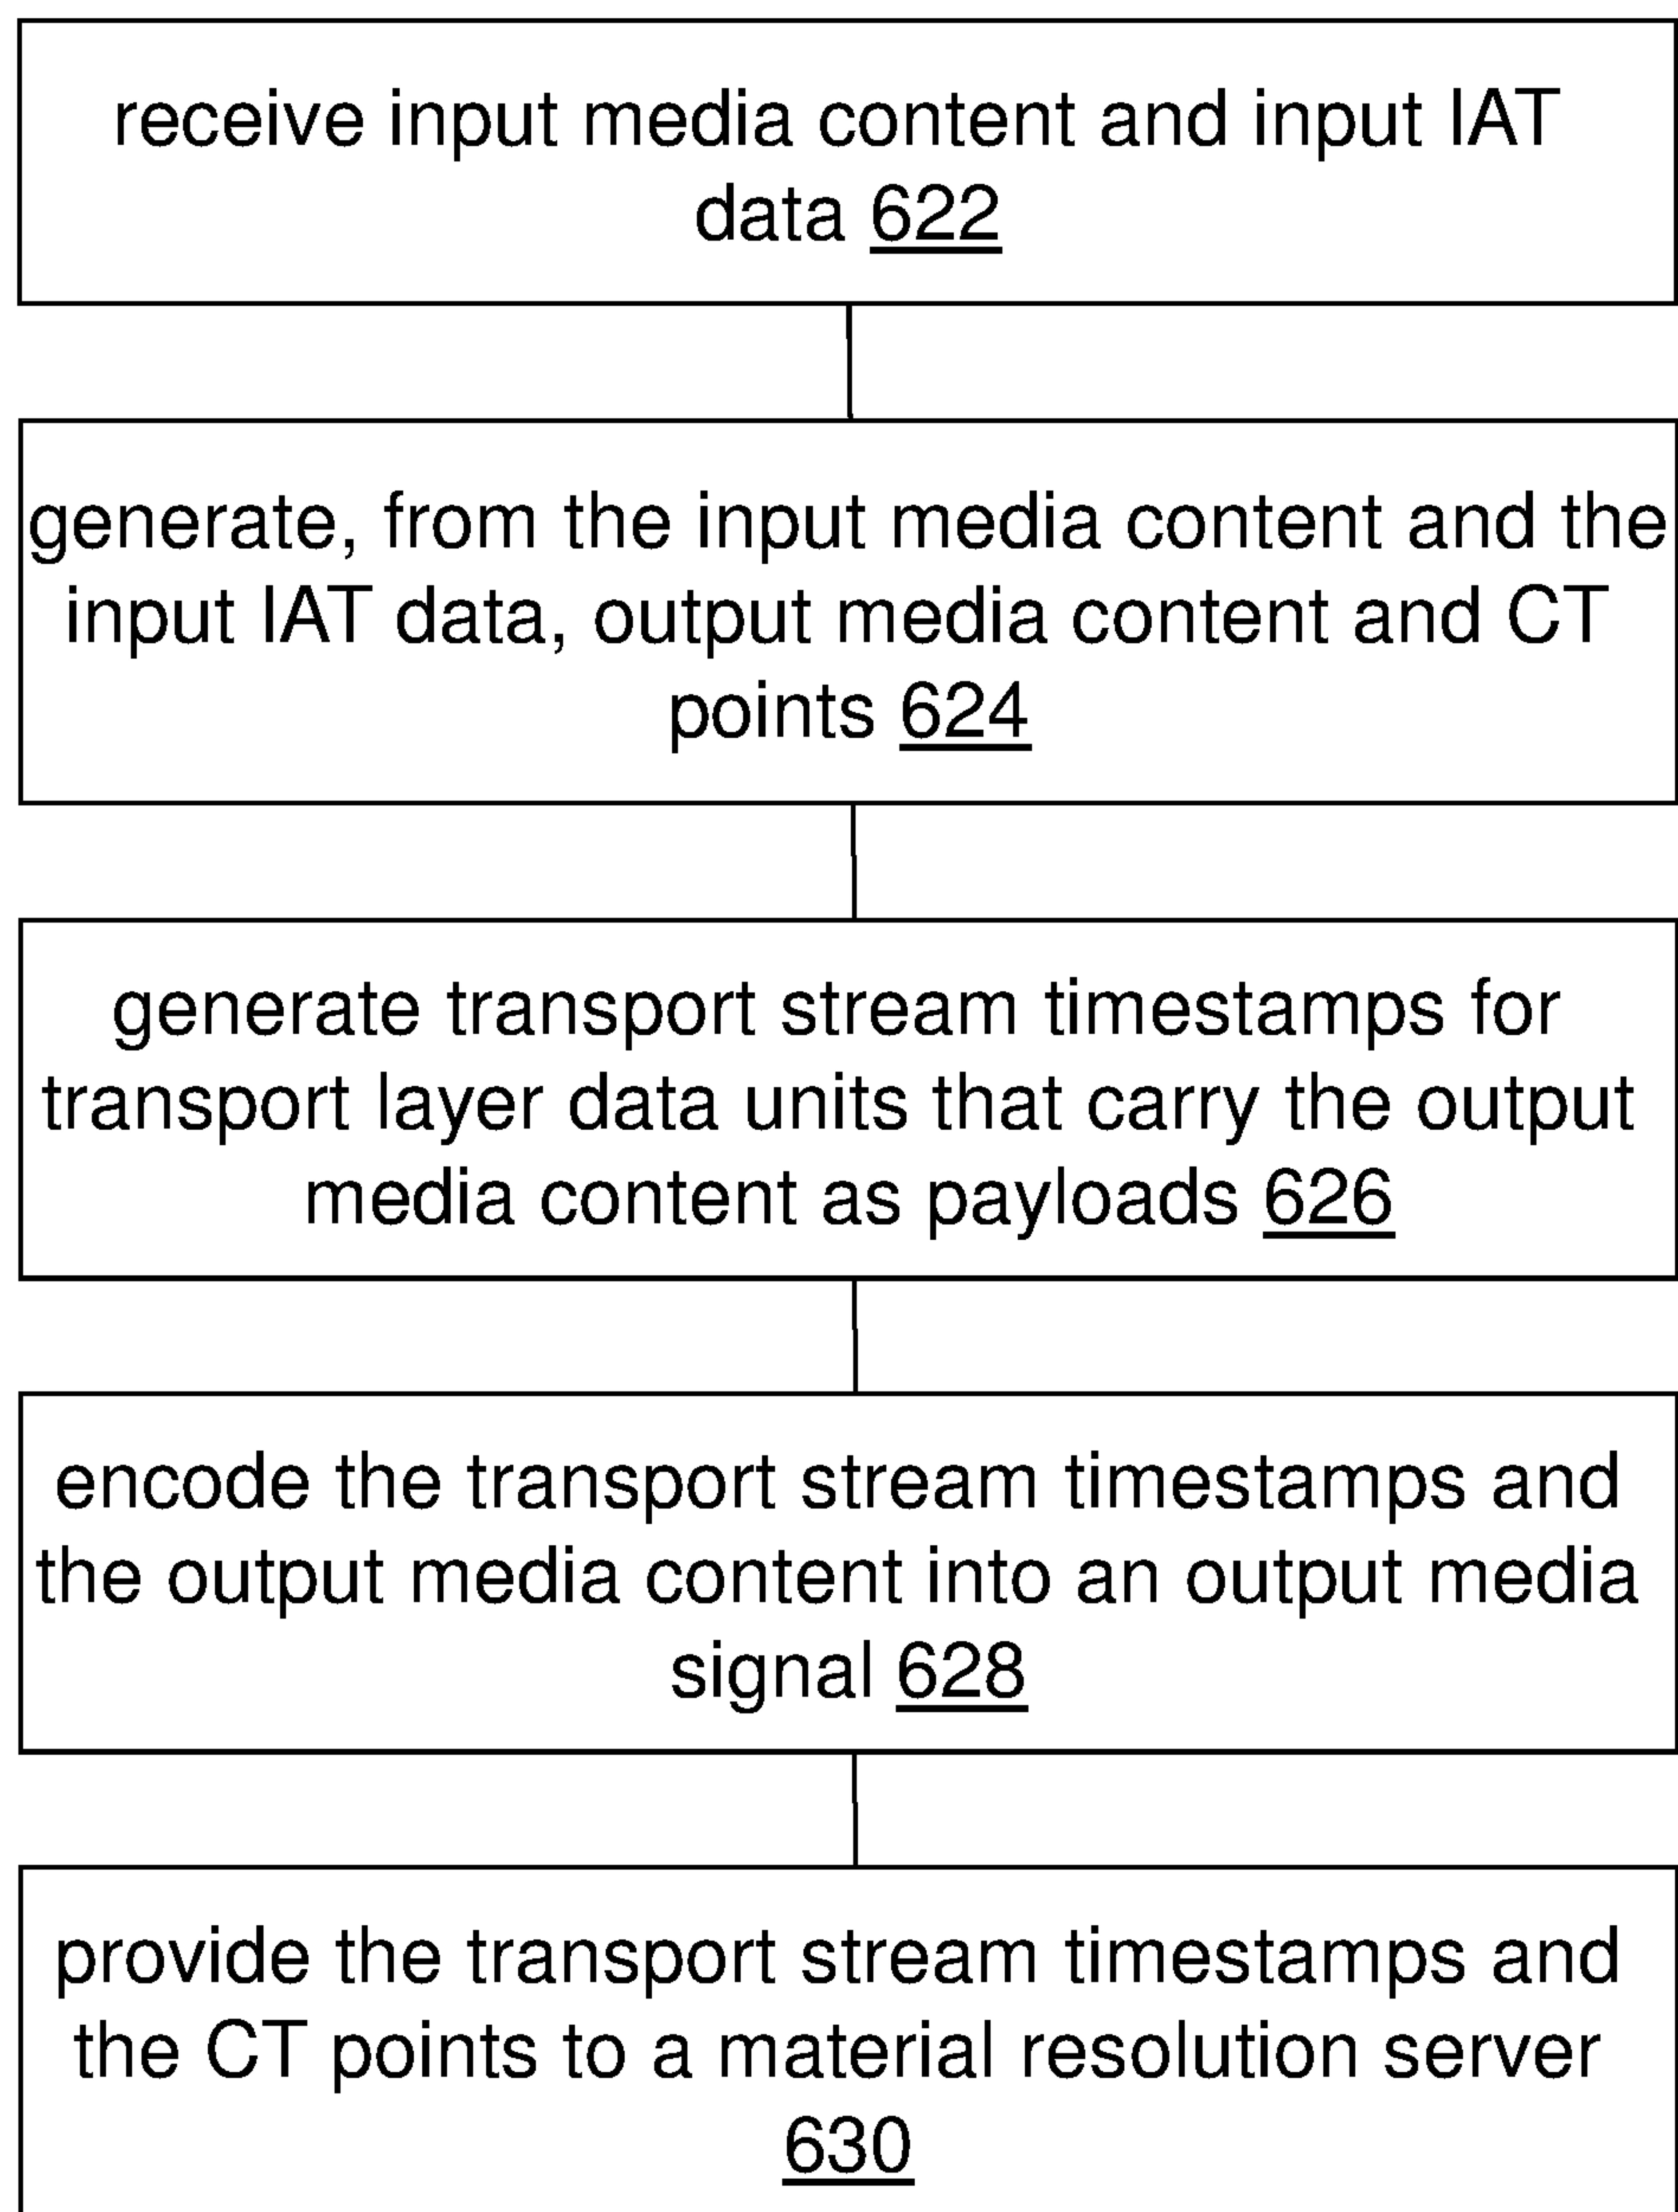 receive input media content and input IAT
data 622
generate, from the input media content and the
input IAT data, output media content and CT
points 624
generate transport stream timestamps for
transport layer data units that carry the output
media content as payloads 626
encode the transport stream timestamps and
the output media content into an output media
signal 628
provide the transport stream timestamps and
the CT points to a material resolution server
630